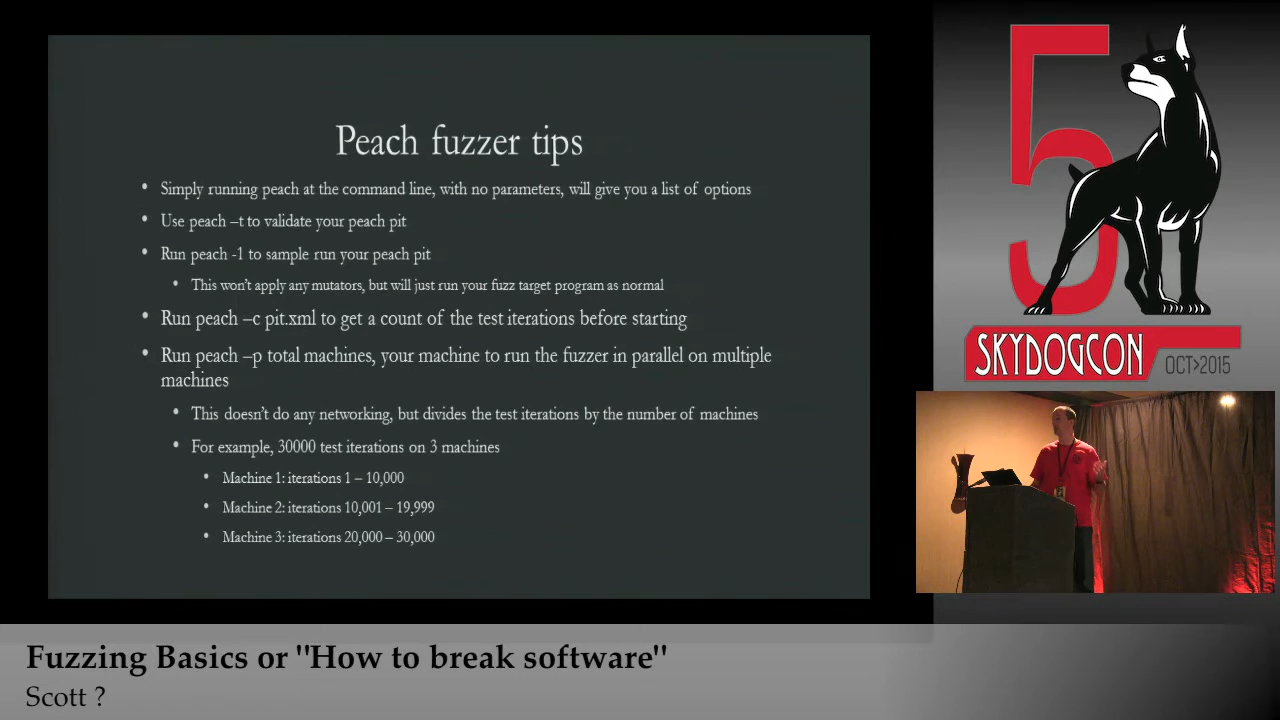 Peach fuzzer tips
• Simply running peach at the command line, with no parameters, will give you a list of options
• Use peach –t to validate your peach pit
• Run peach -1 to sample run your peach pit
• This won't apply any mutators, but will just run your fuzz target program as normal
• Run peach –c pit.xml to get a count of the test iterations before starting
• Run peach –p total machines, your machine to run the fuzzer in parallel on multiple
machines
• This doesn't do any networking, but divides the test iterations by the number of machines
• For example, 30000 test iterations on 3 machines
• Machine 1: iterations 1 – 10,000
• Machine 2: iterations 10,001 – 19,999
• Machine 3: iterations 20,000 – 30,000
5
SKYDOGCON
OCT>2015
Fuzzing Basics or "How to break software"
Scott ?